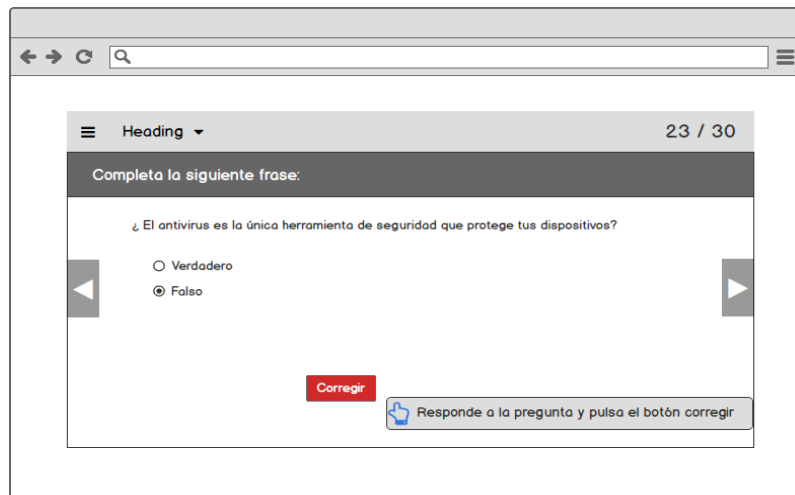 Heading
23 / 30
Completa la siguiente frase:
¿ El antivirus es la única herramienta de seguridad que protege tus dispositivos?
Verdadero
Falso
Corregir
Responde a la pregunta y pulsa el botón corregir